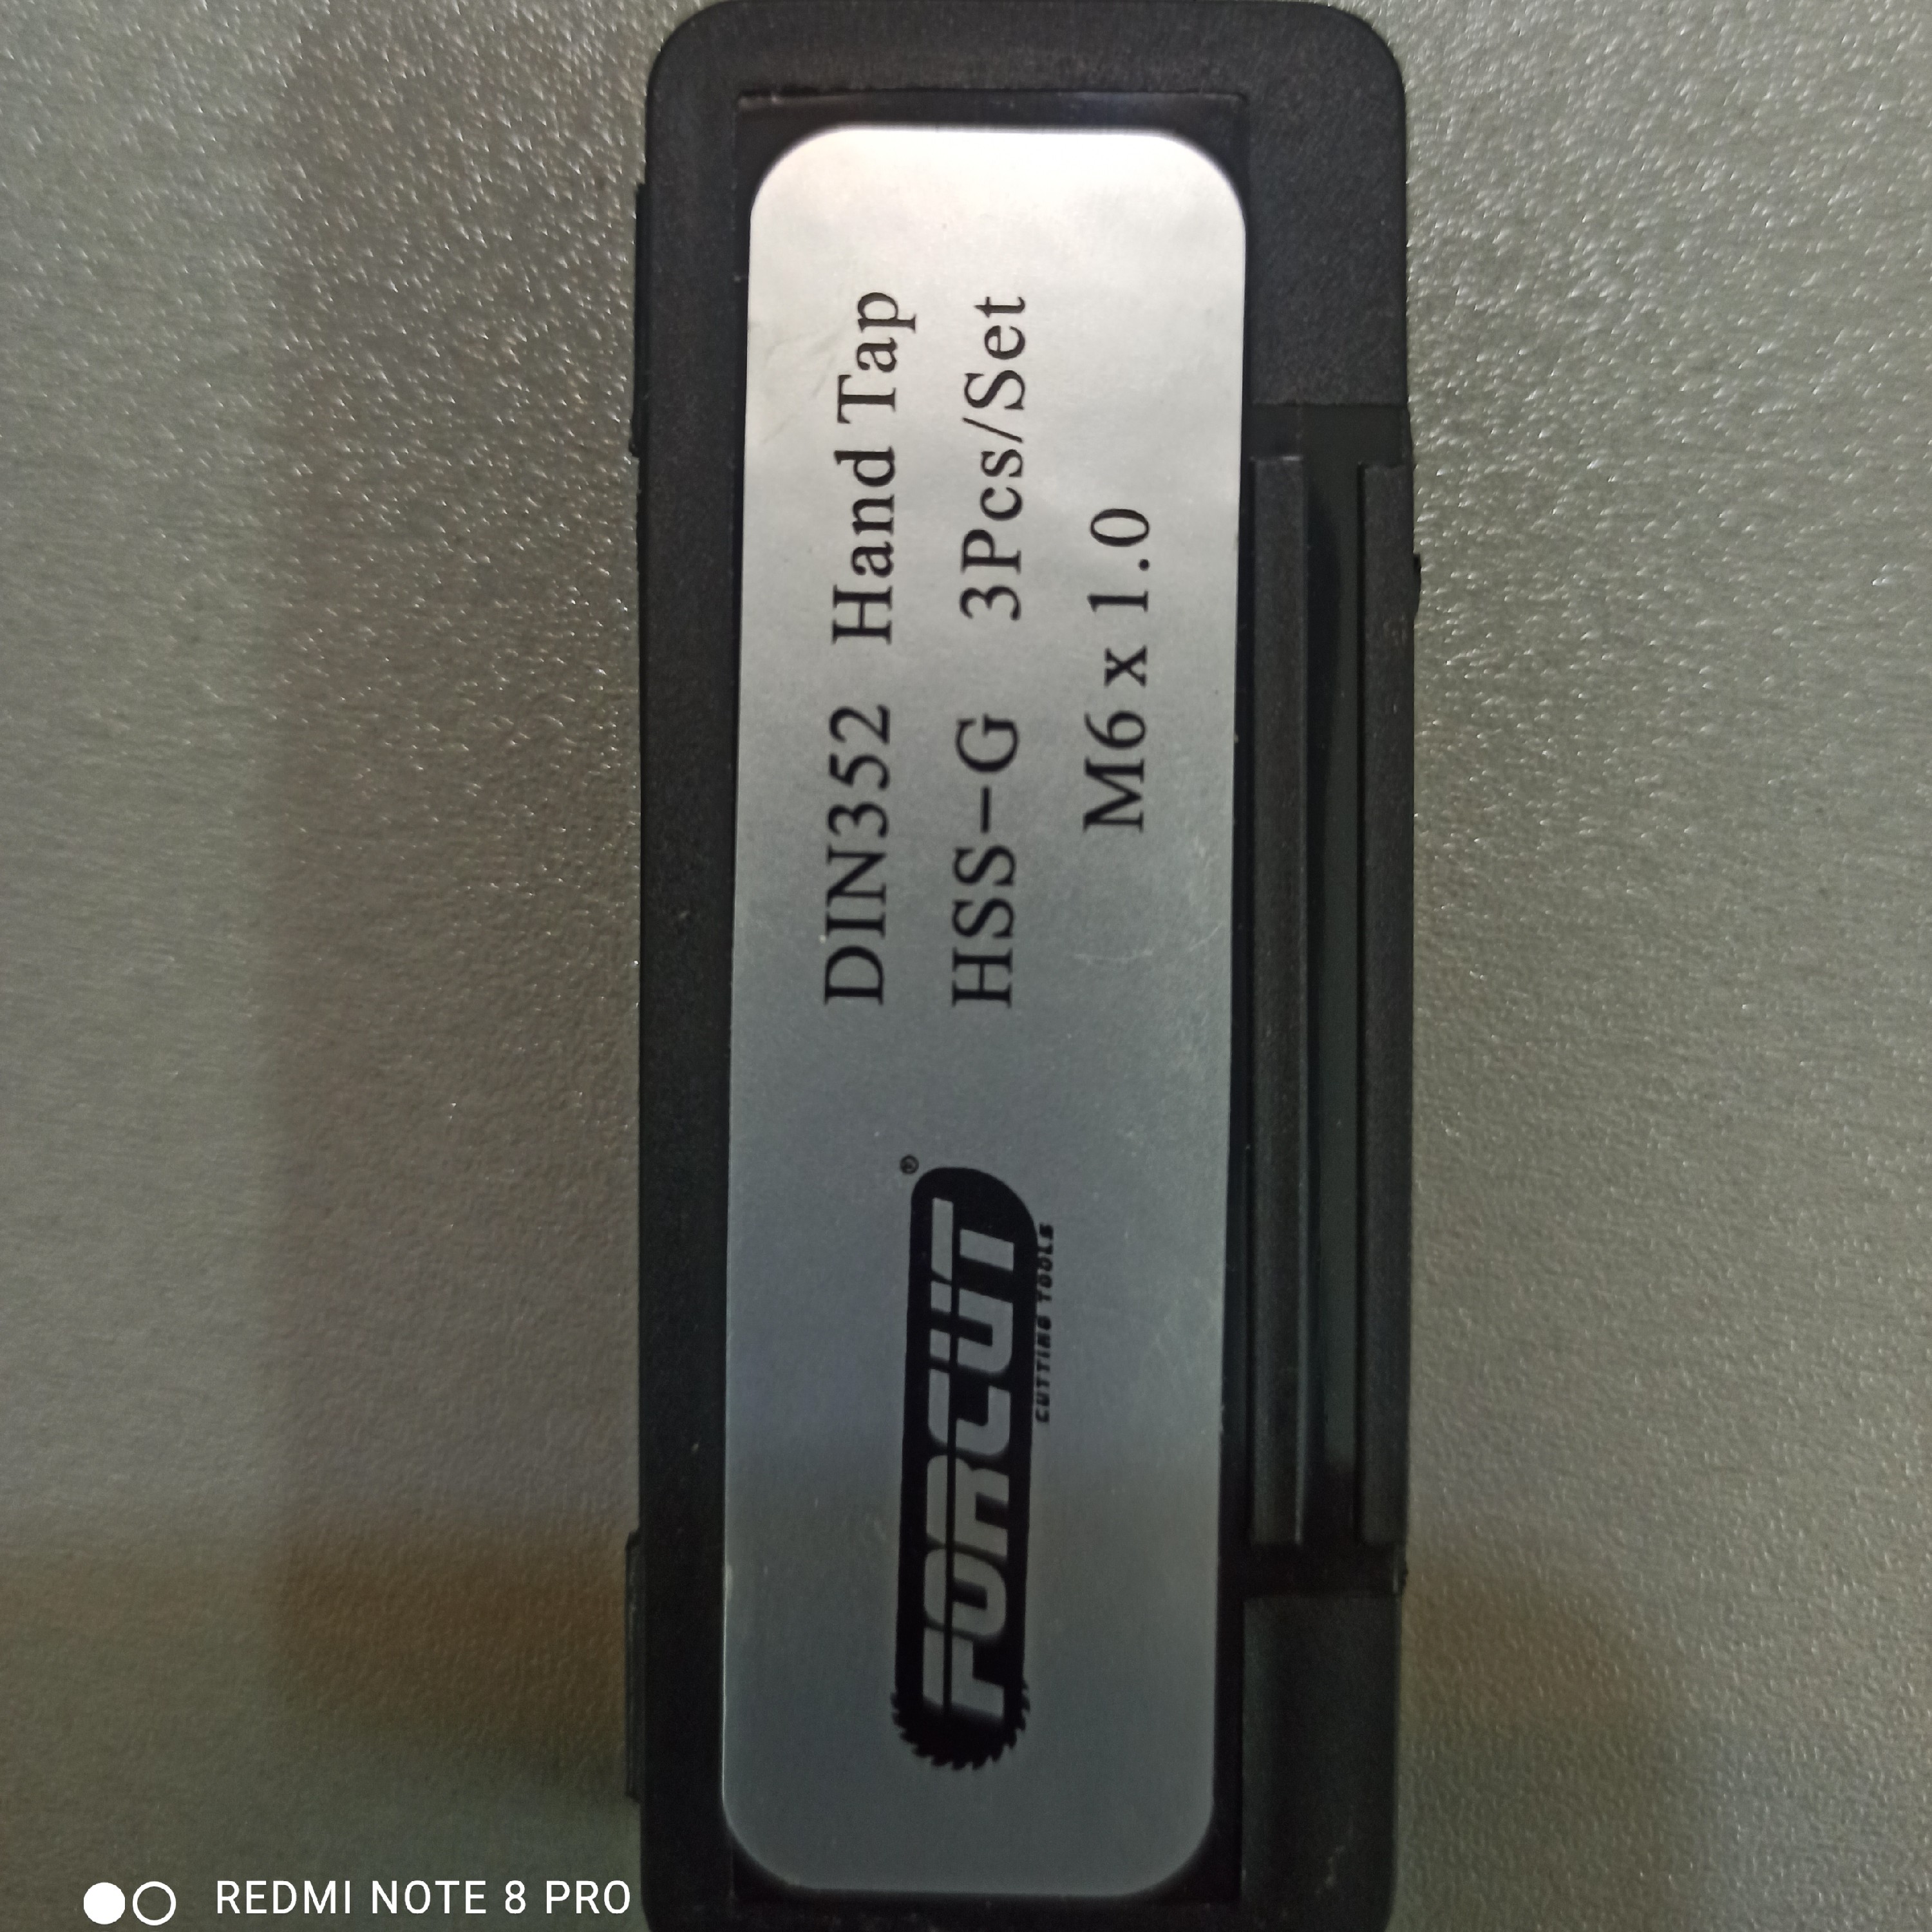 DIN352 Hand Tap
HSS-G 3Pcs/Set
M6 x 1.0
FORCUT®
CUTTING TOOLS
REDMI NOTE 8 PRO